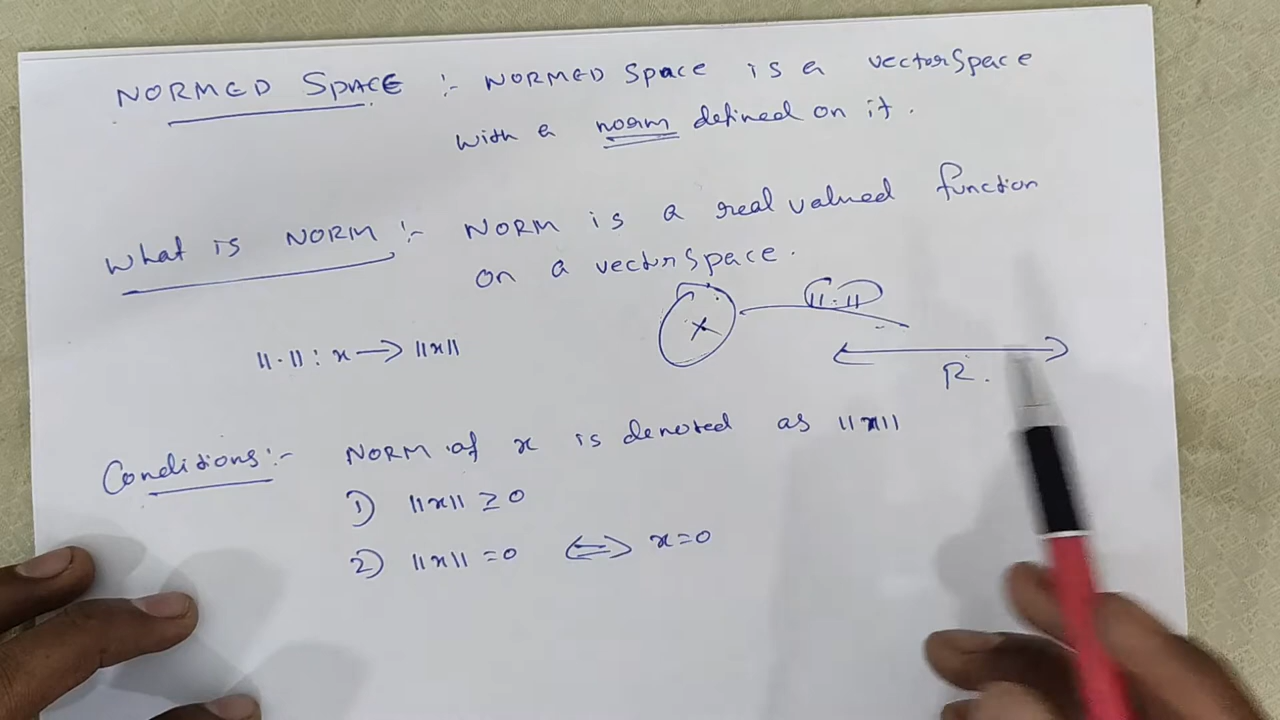 NORMED SPACE :- NORMED Space is a vectorspace
with a norm defined on it.
What is NORM :- NORM is a real valued function
on a vectorspace.
X
||·||
R.
||·|| : x → ||x||
Conditions :- NORM of x is denoted as ||x||
1) ||x|| ≥ 0
2) ||x|| = 0 ⟺ x = 0